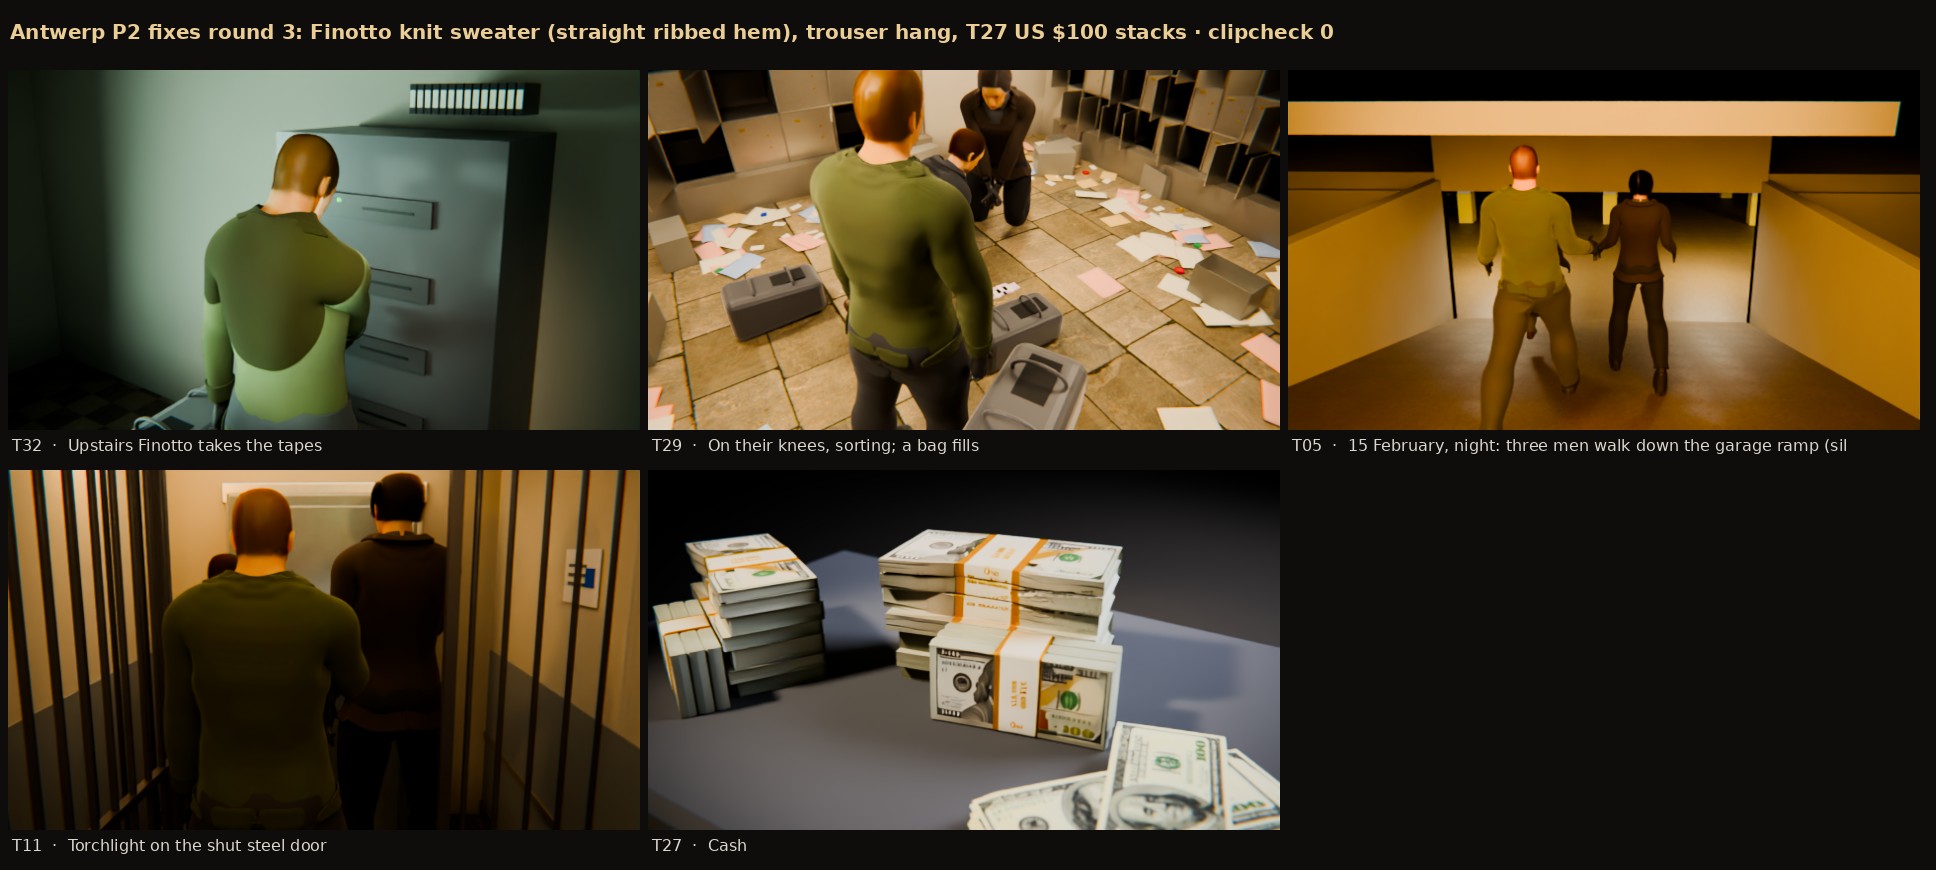 Antwerp P2 fixes round 3: Finotto knit sweater (straight ribbed hem), trouser hang, T27 US $100 stacks · clipcheck 0
T32 · Upstairs Finotto takes the tapes
T29 · On their knees, sorting; a bag fills
T05 · 15 February, night: three men walk down the garage ramp (sil
T11 · Torchlight on the shut steel door
100
100
T27 · Cash